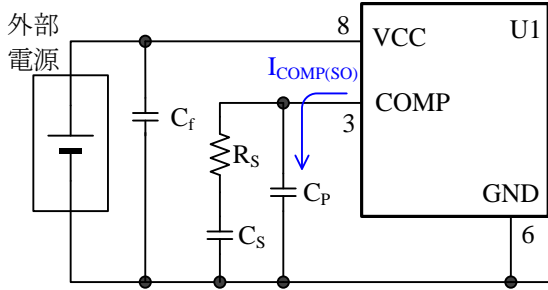 外部
電源
8
VCC
U1
I_COMP(SO)
COMP
3
C_f
R_S
C_P
C_S
GND
6